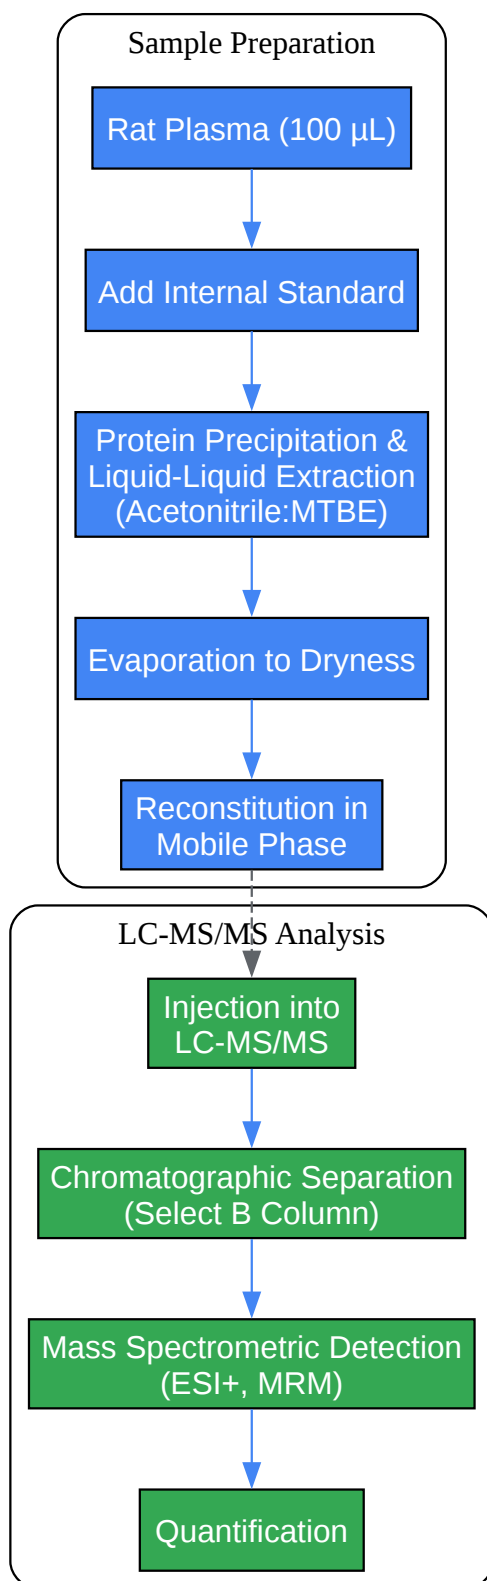 Sample Preparation
Rat Plasma (100 µL)
Add Internal Standard
Protein Precipitation &
Liquid-Liquid Extraction
(Acetonitrile:MTBE)
Evaporation to Dryness
Reconstitution in
Mobile Phase
LC-MS/MS Analysis
Injection into
LC-MS/MS
Chromatographic Separation
(Select B Column)
Mass Spectrometric Detection
(ESI+, MRM)
Quantification